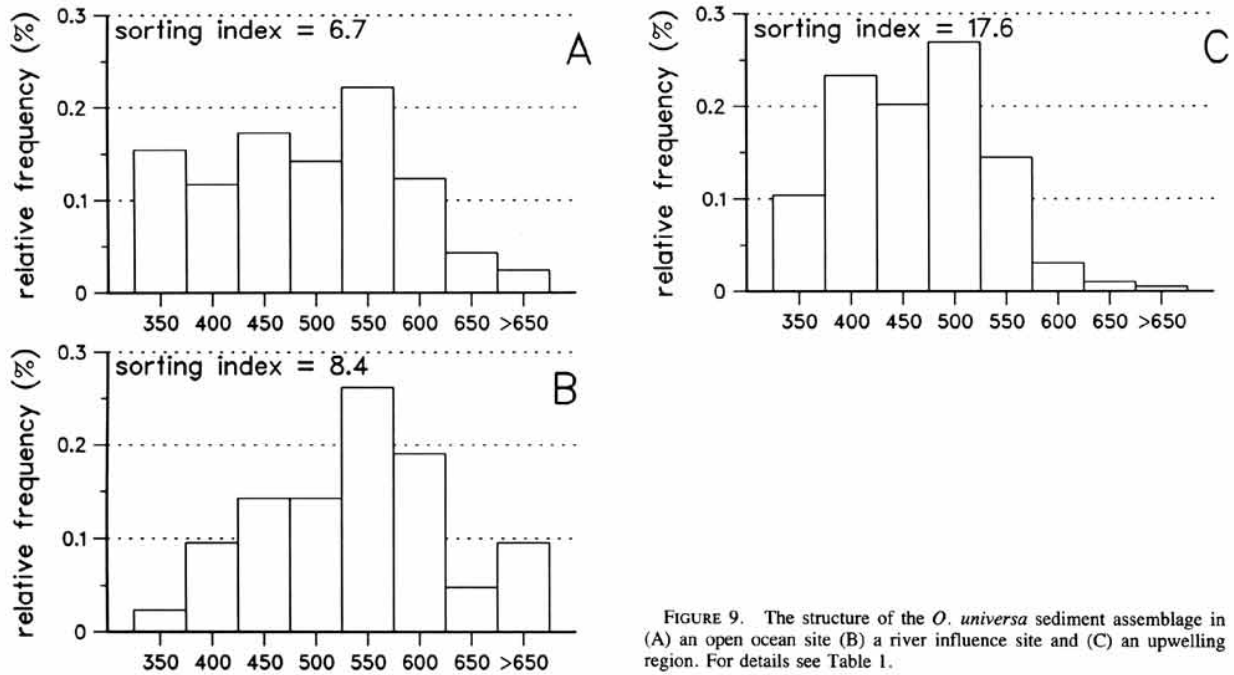 relative frequency (%)
0.3
0.2
0.1
0
sorting index = 6.7
A
350 400 450 500 550 600 650 >650
relative frequency (%)
0.3
0.2
0.1
0
sorting index = 8.4
B
350 400 450 500 550 600 650 >650
relative frequency (%)
0.3
0.2
0.1
0
sorting index = 17.6
C
350 400 450 500 550 600 650 >650
FIGURE 9. The structure of the O. universa sediment assemblage in
(A) an open ocean site (B) a river influence site and (C) an upwelling
region. For details see Table 1.